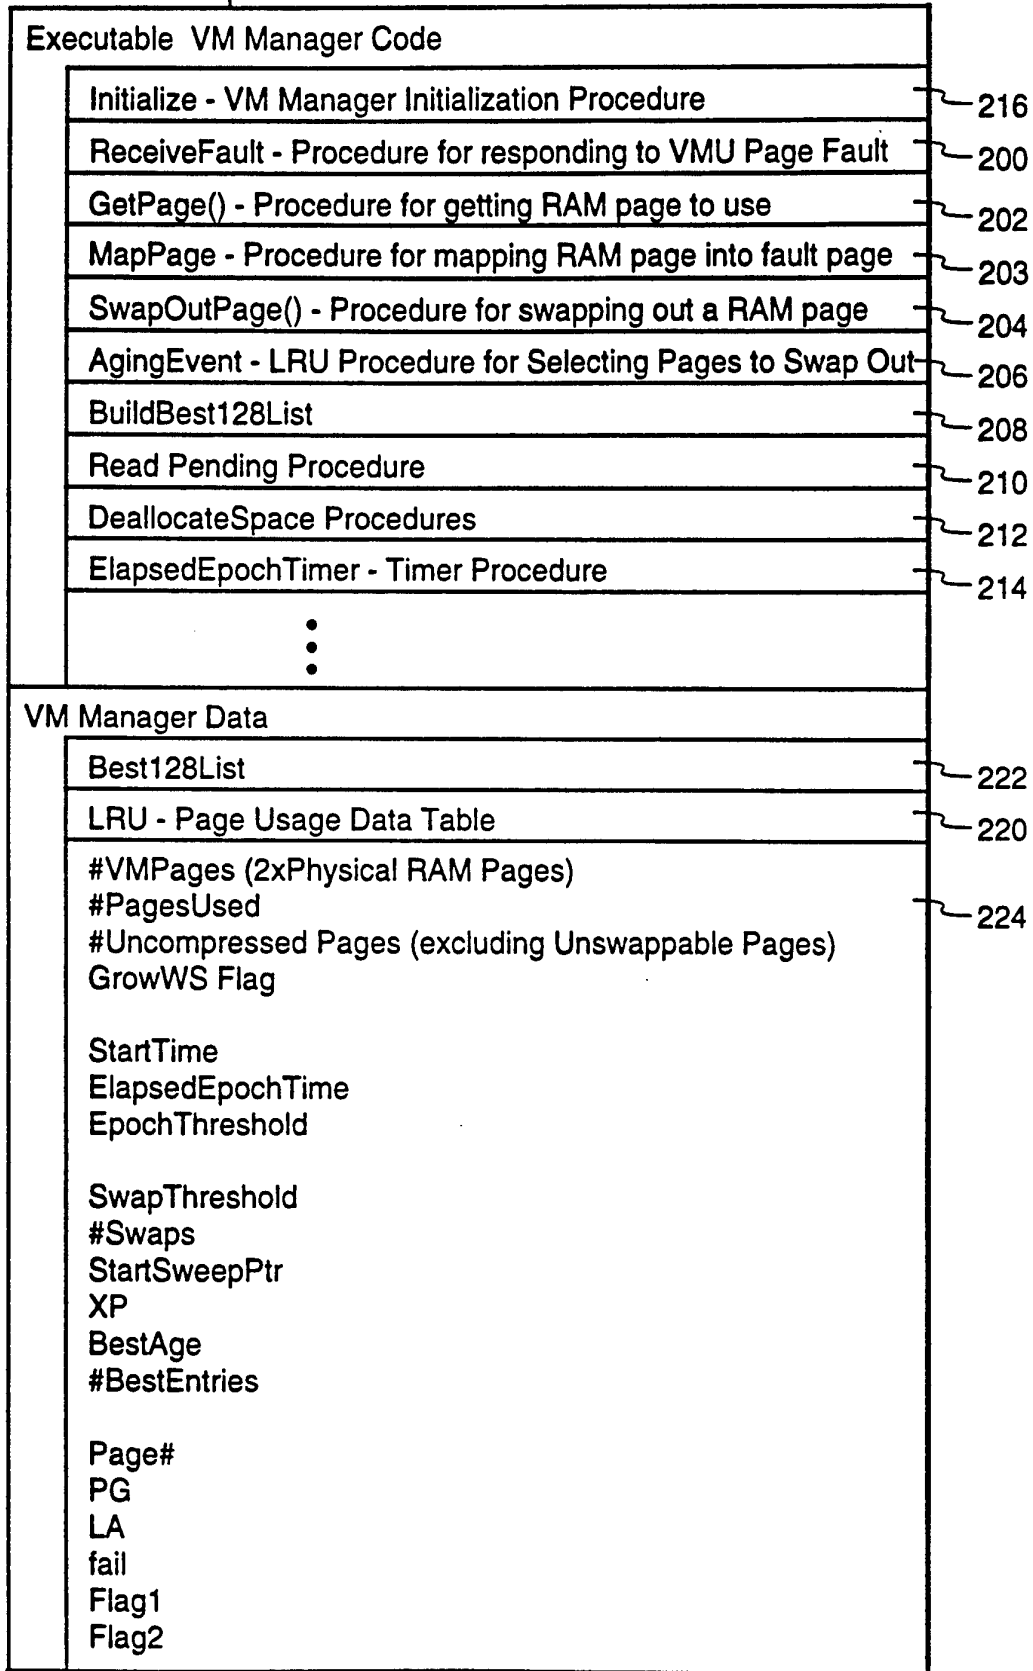 Executable VM Manager Code
Initialize - VM Manager Initialization Procedure
216
ReceiveFault - Procedure for responding to VMU Page Fault
200
GetPage() - Procedure for getting RAM page to use
202
MapPage - Procedure for mapping RAM page into fault page
203
SwapOutPage() - Procedure for swapping out a RAM page
204
AgingEvent - LRU Procedure for Selecting Pages to Swap Out
206
BuildBest128List
208
Read Pending Procedure
210
DeallocateSpace Procedures
212
ElapsedEpochTimer - Timer Procedure
214
VM Manager Data
Best128List
222
LRU - Page Usage Data Table
220
#VMPages (2xPhysical RAM Pages)
#PagesUsed
224
#Uncompressed Pages (excluding Unswappable Pages)
GrowWS Flag
StartTime
ElapsedEpochTime
EpochThreshold
SwapThreshold
#Swaps
StartSweepPtr
XP
BestAge
#BestEntries
Page#
PG
LA
fail
Flag1
Flag2